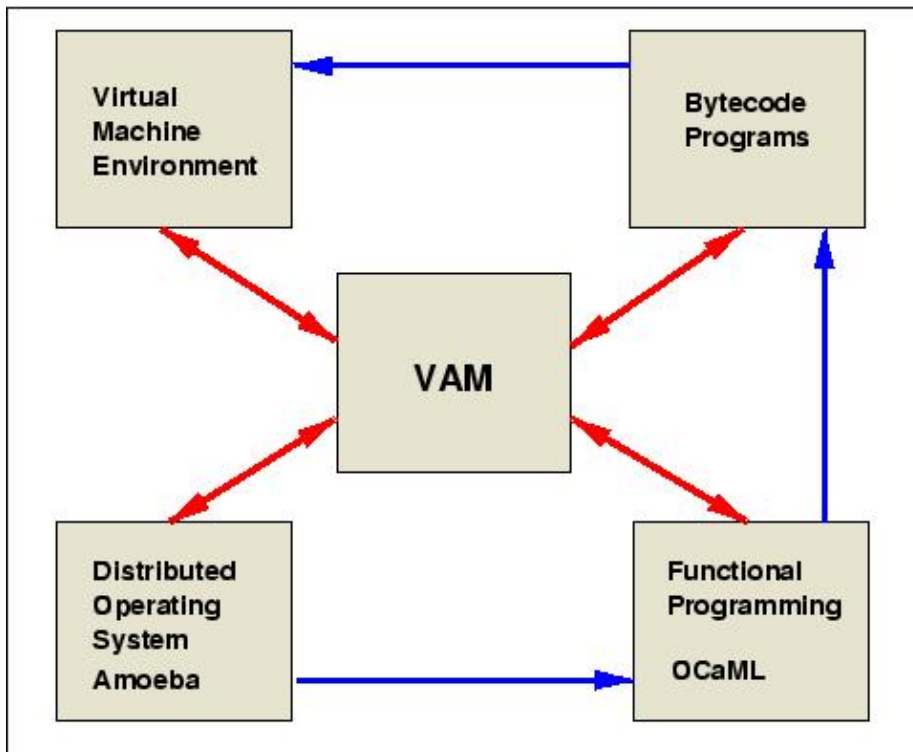 Virtual
Machine
Environment
Bytecode
Programs
VAM
Distributed
Operating
System
Amoeba
Functional
Programming
OCaML